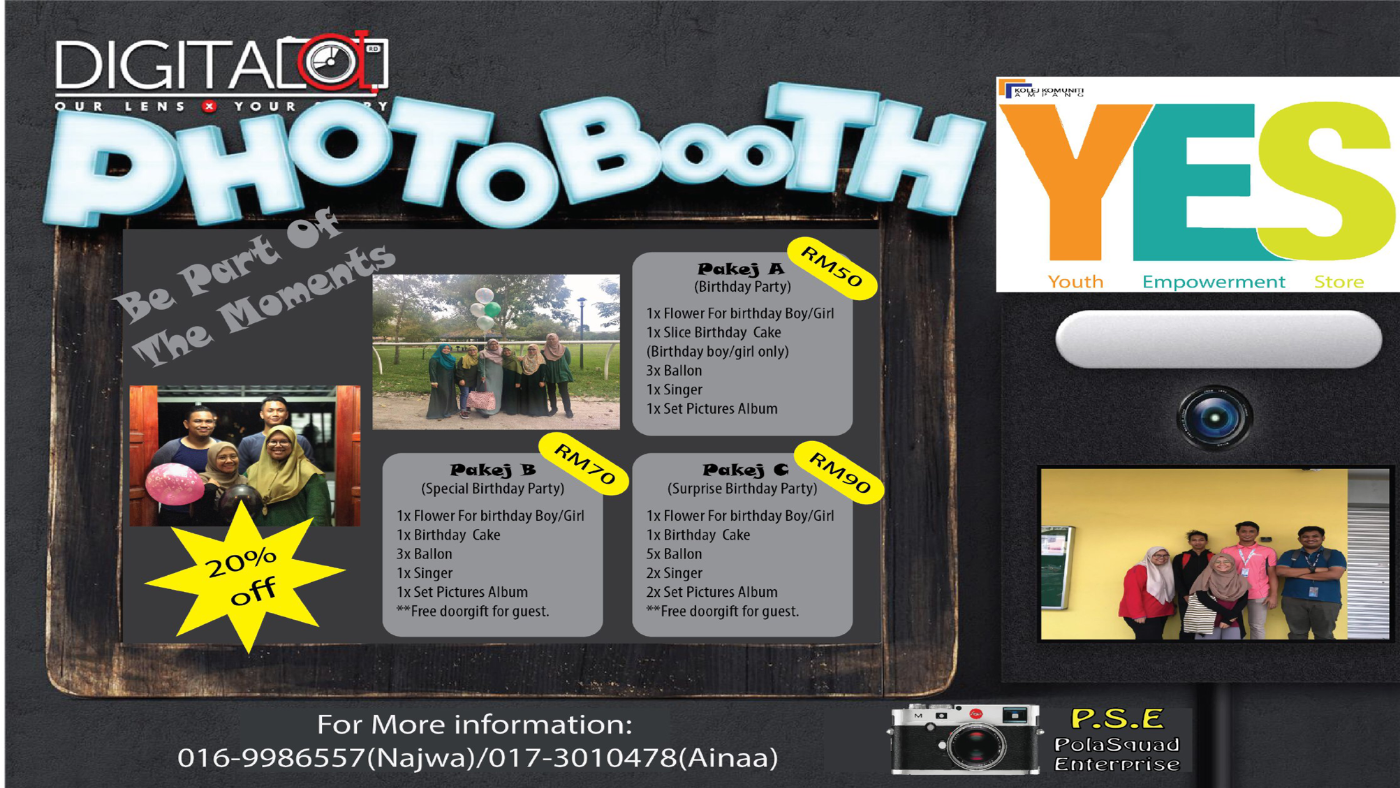 DIGITAL
OUR LENS X YOUR STORY
PHOTOBOOTH
Be Part Of
The Moments
20%
off
Pakej A
RM50
(Birthday Party)
1x Flower For birthday Boy/Girl
1x Slice Birthday Cake
(Birthday boy/girl only)
3x Ballon
1x Singer
1x Set Pictures Album
Pakej B
RM70
(Special Birthday Party)
1x Flower For birthday Boy/Girl
1x Birthday Cake
3x Ballon
1x Singer
1x Set Pictures Album
**Free doorgift for guest.
Pakej C
RM90
(Surprise Birthday Party)
1x Flower For birthday Boy/Girl
1x Birthday Cake
5x Ballon
2x Singer
2x Set Pictures Album
**Free doorgift for guest.
KOLEJ KOMUNITI
AMPANG
YES
Youth Empowerment Store
For More information:
016-9986557(Najwa)/017-3010478(Ainaa)
P.S.E
PolaSquad
Enterprise